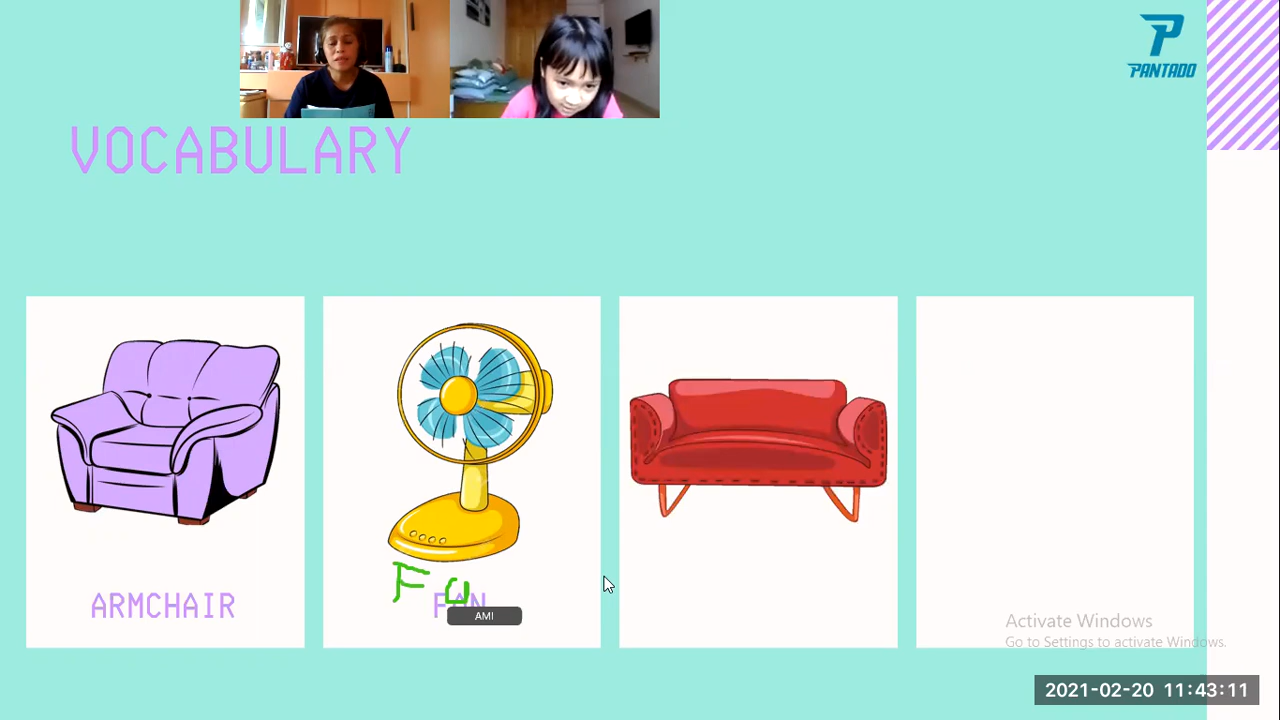 PANTADO
VOCABULARY
Fa
ARMCHAIR
FAN
AMI
Activate Windows
Go to Settings to activate Windows.
2021-02-20 11:43:11